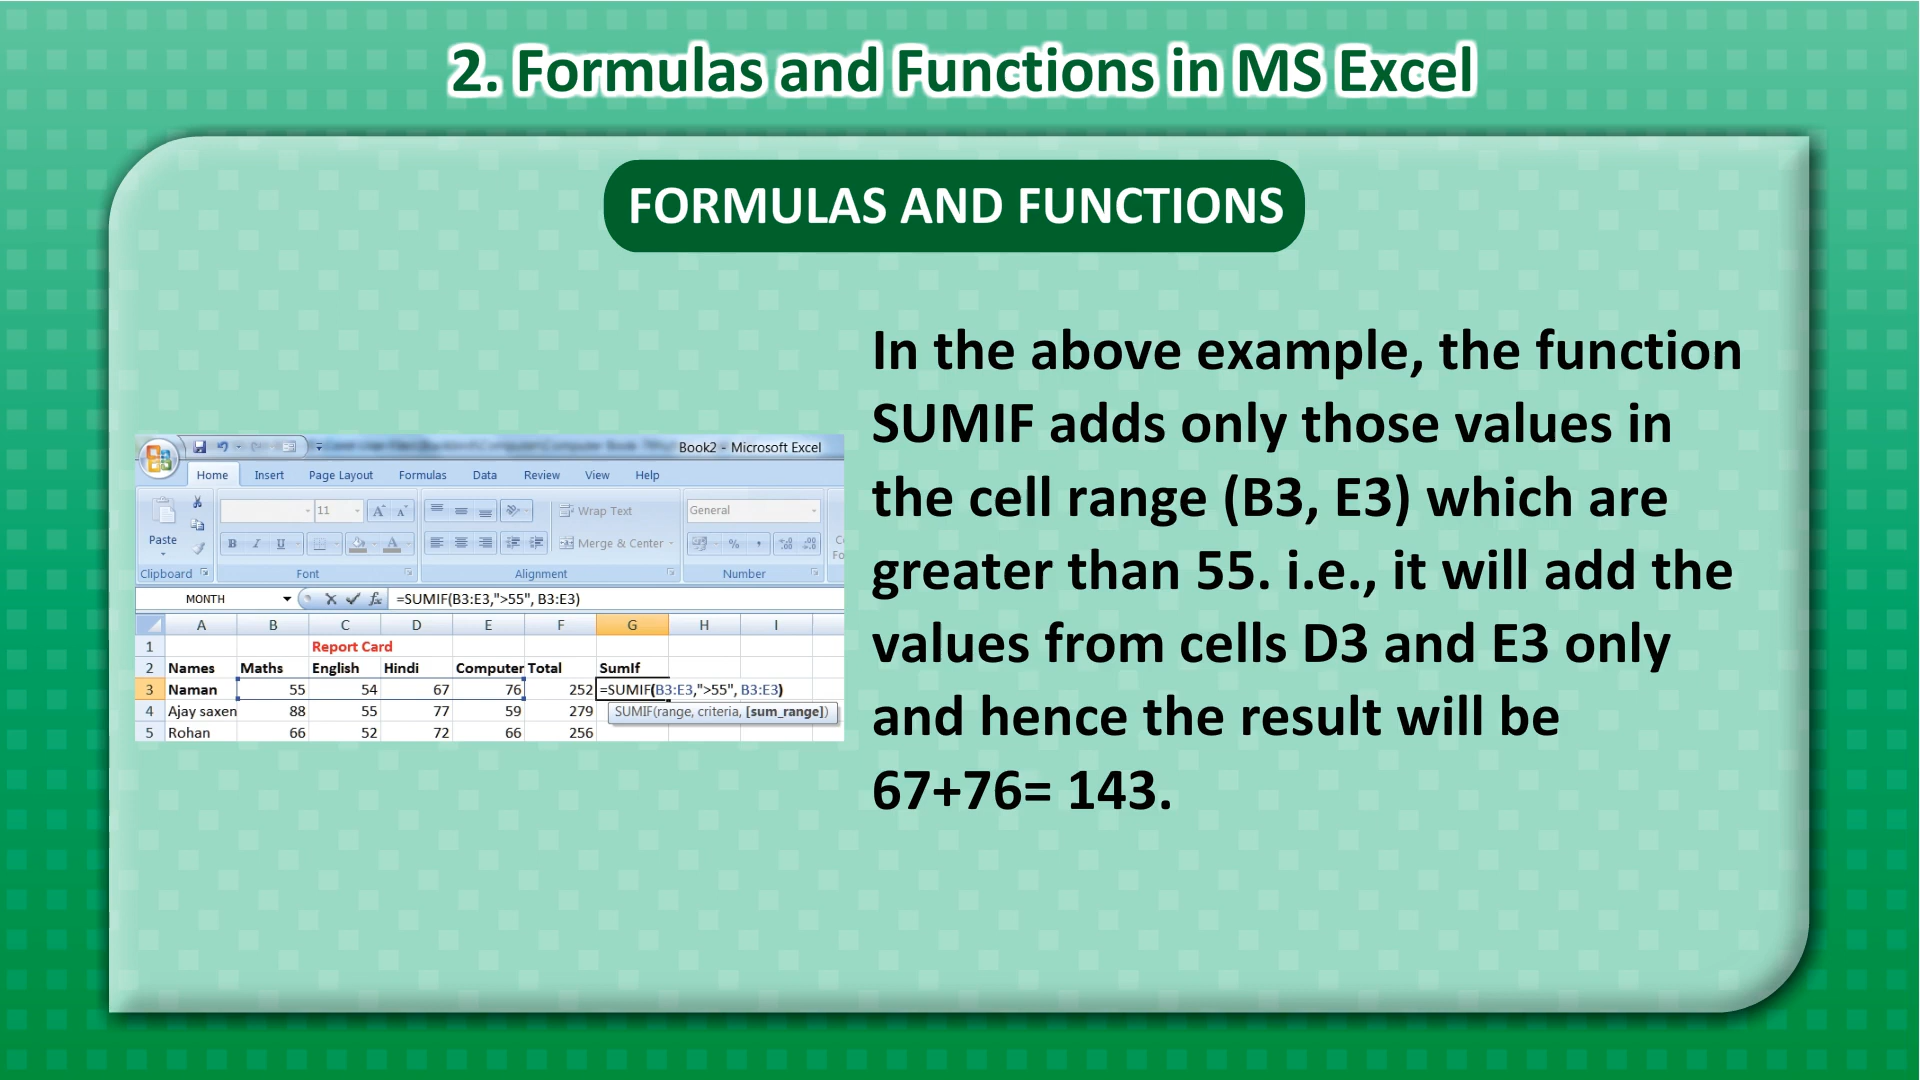 2. Formulas and Functions in MS Excel
FORMULAS AND FUNCTIONS
Book2 - Microsoft Excel
Home Insert Page Layout Formulas Data Review View Help
11 A A Wrap Text General
Paste B I U A Merge & Center %
Clipboard Font Alignment Number
MONTH fx =SUMIF(B3:E3,">55", B3:E3)
A B C D E F G H I
1 Report Card
2 Names Maths English Hindi Computer Total SumIf
3 Naman 55 54 67 76 252 =SUMIF(B3:E3,">55", B3:E3)
4 Ajay saxen 88 55 77 59 279 SUMIF(range, criteria, [sum_range])
5 Rohan 66 52 72 66 256
In the above example, the function
SUMIF adds only those values in
the cell range (B3, E3) which are
greater than 55. i.e., it will add the
values from cells D3 and E3 only
and hence the result will be
67+76= 143.